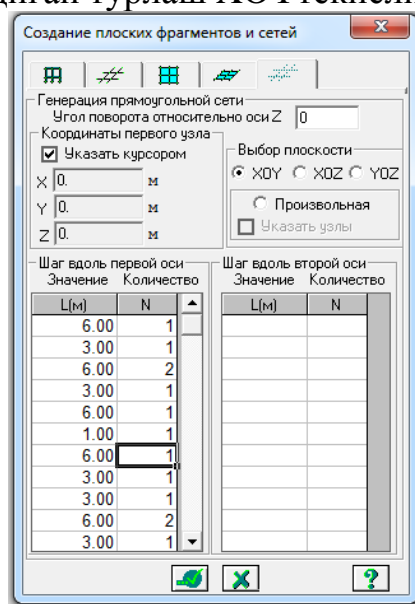 турлаш
Создание плоских фрагментов и сетей
Генерация прямоугольной сети
Угол поворота относительно оси Z 0
Координаты первого узла
Указать курсором
X 0. м
Y 0. м
Z 0. м
Выбор плоскости
XOY XOZ YOZ
Произвольная
Указать узлы
Шаг вдоль первой оси
Значение Количество
L(м) N
6.00 1
3.00 1
6.00 2
3.00 1
6.00 1
1.00 1
6.00 1
3.00 1
3.00 1
6.00 2
3.00 1
Шаг вдоль второй оси
Значение Количество
L(м) N
?